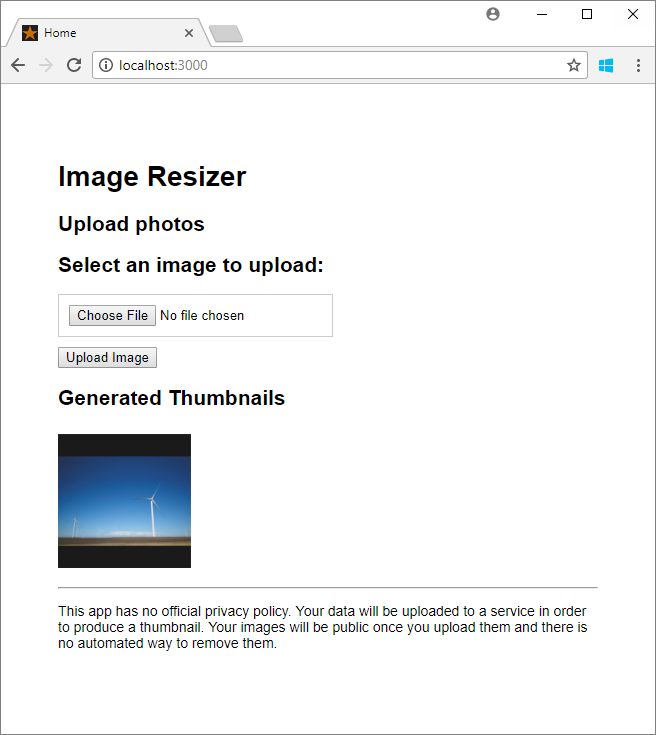 Home
localhost:3000
Image Resizer
Upload photos
Select an image to upload:
Choose File No file chosen
Upload Image
Generated Thumbnails
This app has no official privacy policy. Your data will be uploaded to a service in order
to produce a thumbnail. Your images will be public once you upload them and there is
no automated way to remove them.